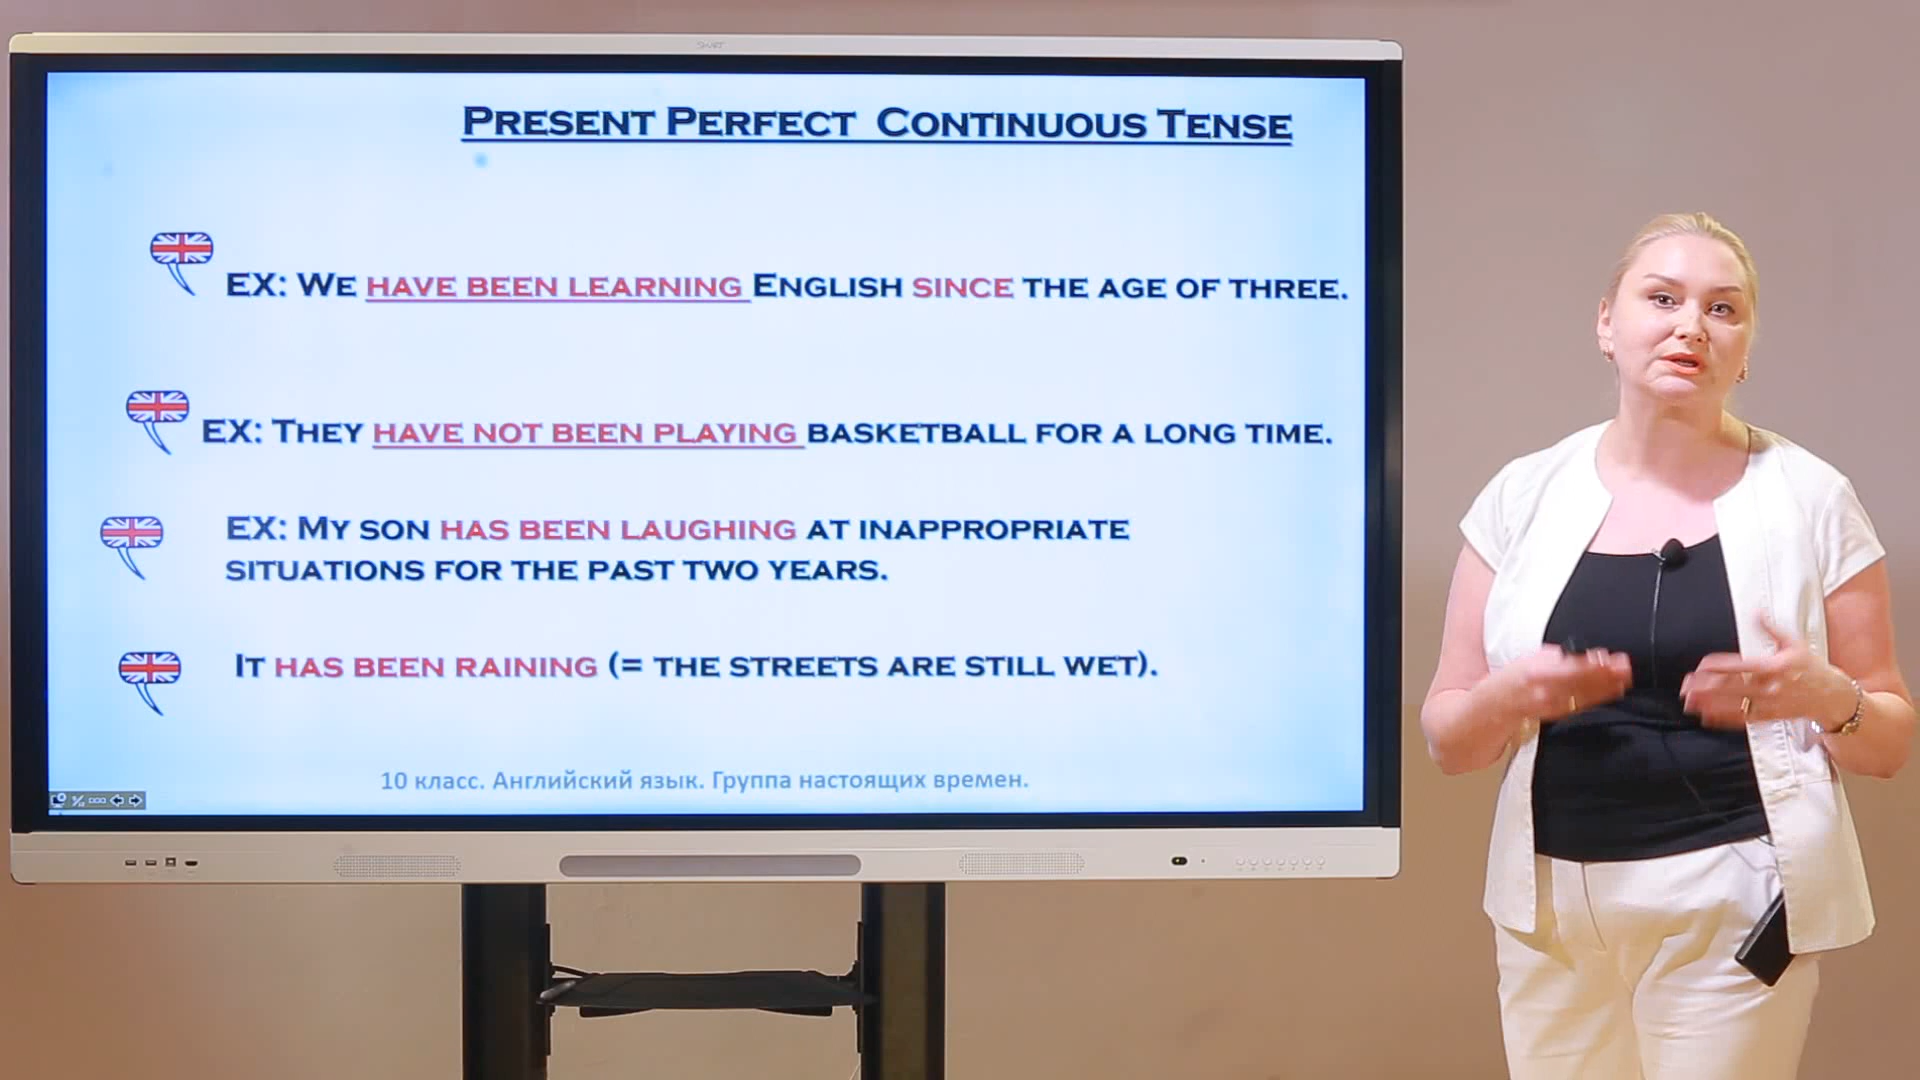 SMART
PRESENT PERFECT CONTINUOUS TENSE
EX: WE HAVE BEEN LEARNING ENGLISH SINCE THE AGE OF THREE.
EX: THEY HAVE NOT BEEN PLAYING BASKETBALL FOR A LONG TIME.
EX: MY SON HAS BEEN LAUGHING AT INAPPROPRIATE
SITUATIONS FOR THE PAST TWO YEARS.
IT HAS BEEN RAINING (= THE STREETS ARE STILL WET).
10 класс. Английский язык. Группа настоящих времен.